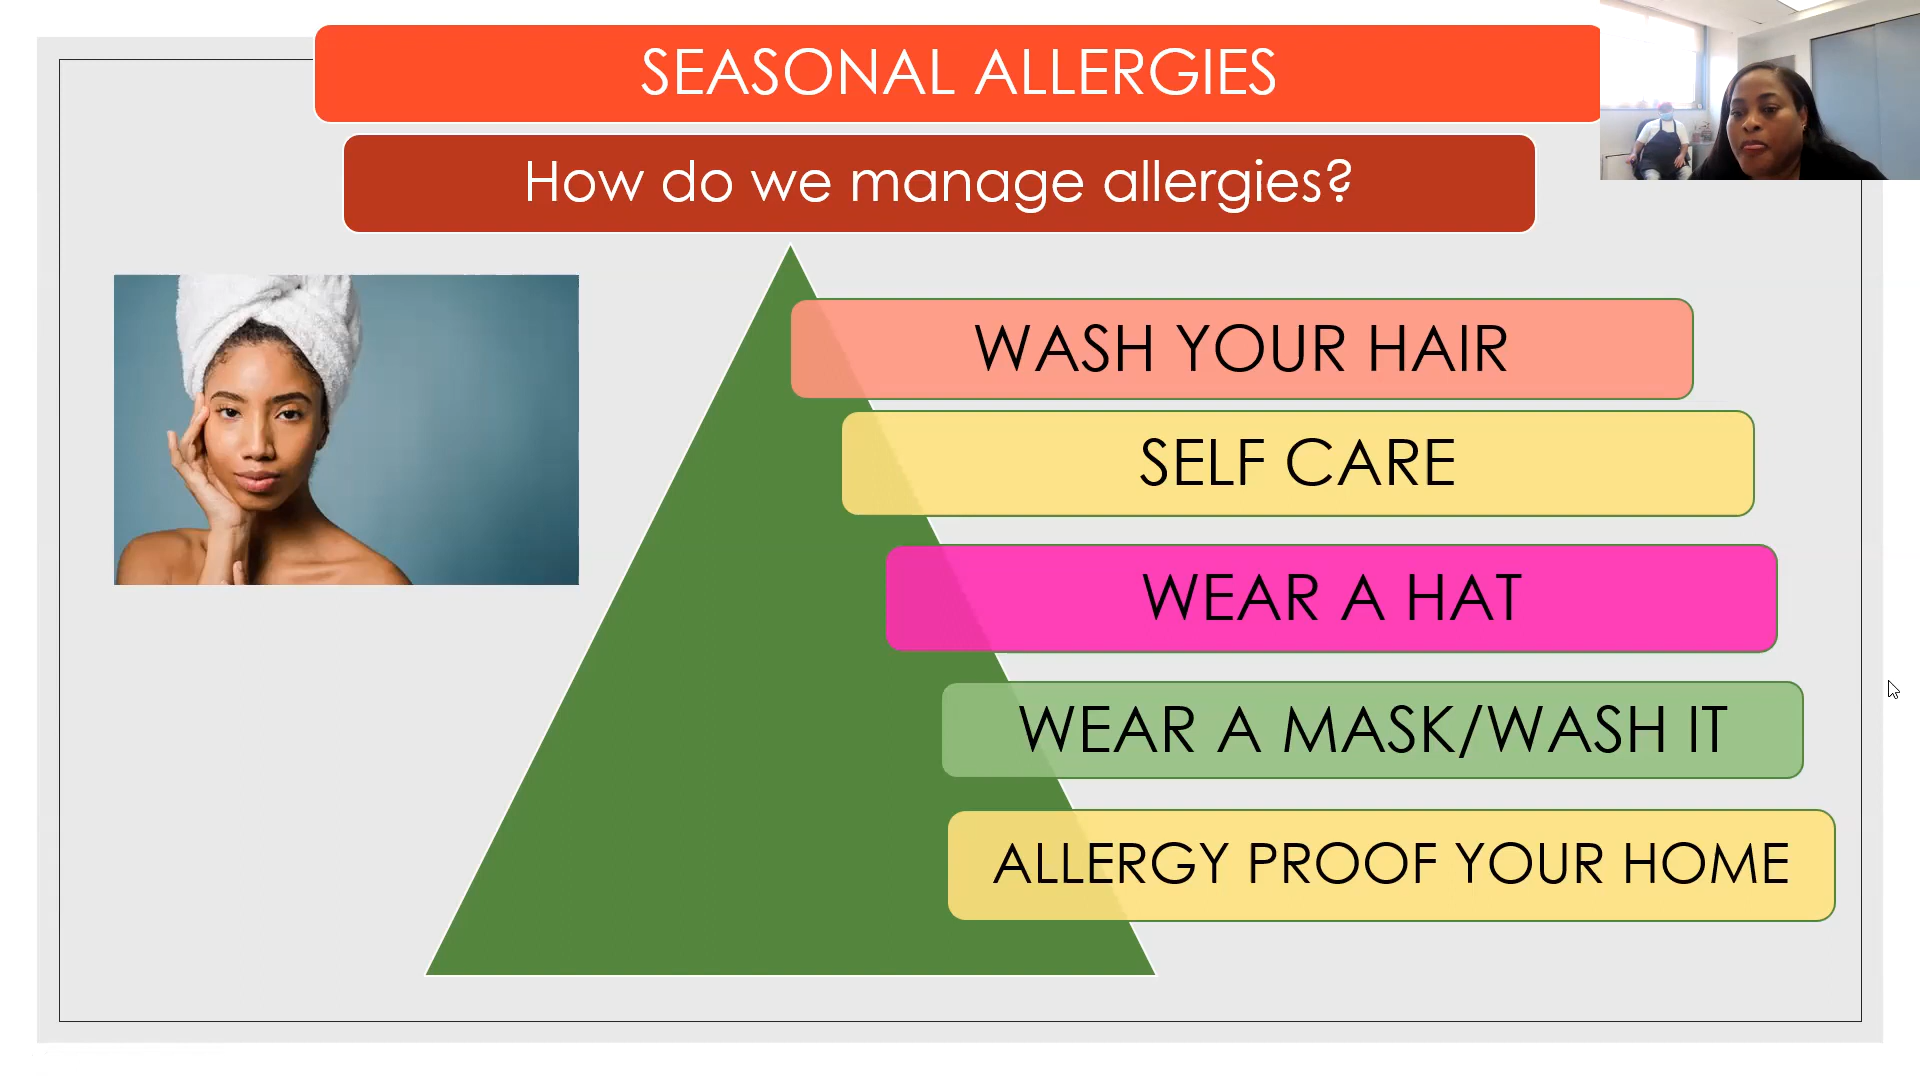 SEASONAL ALLERGIES
How do we manage allergies?
WASH YOUR HAIR
SELF CARE
WEAR A HAT
WEAR A MASK/WASH IT
ALLERGY PROOF YOUR HOME